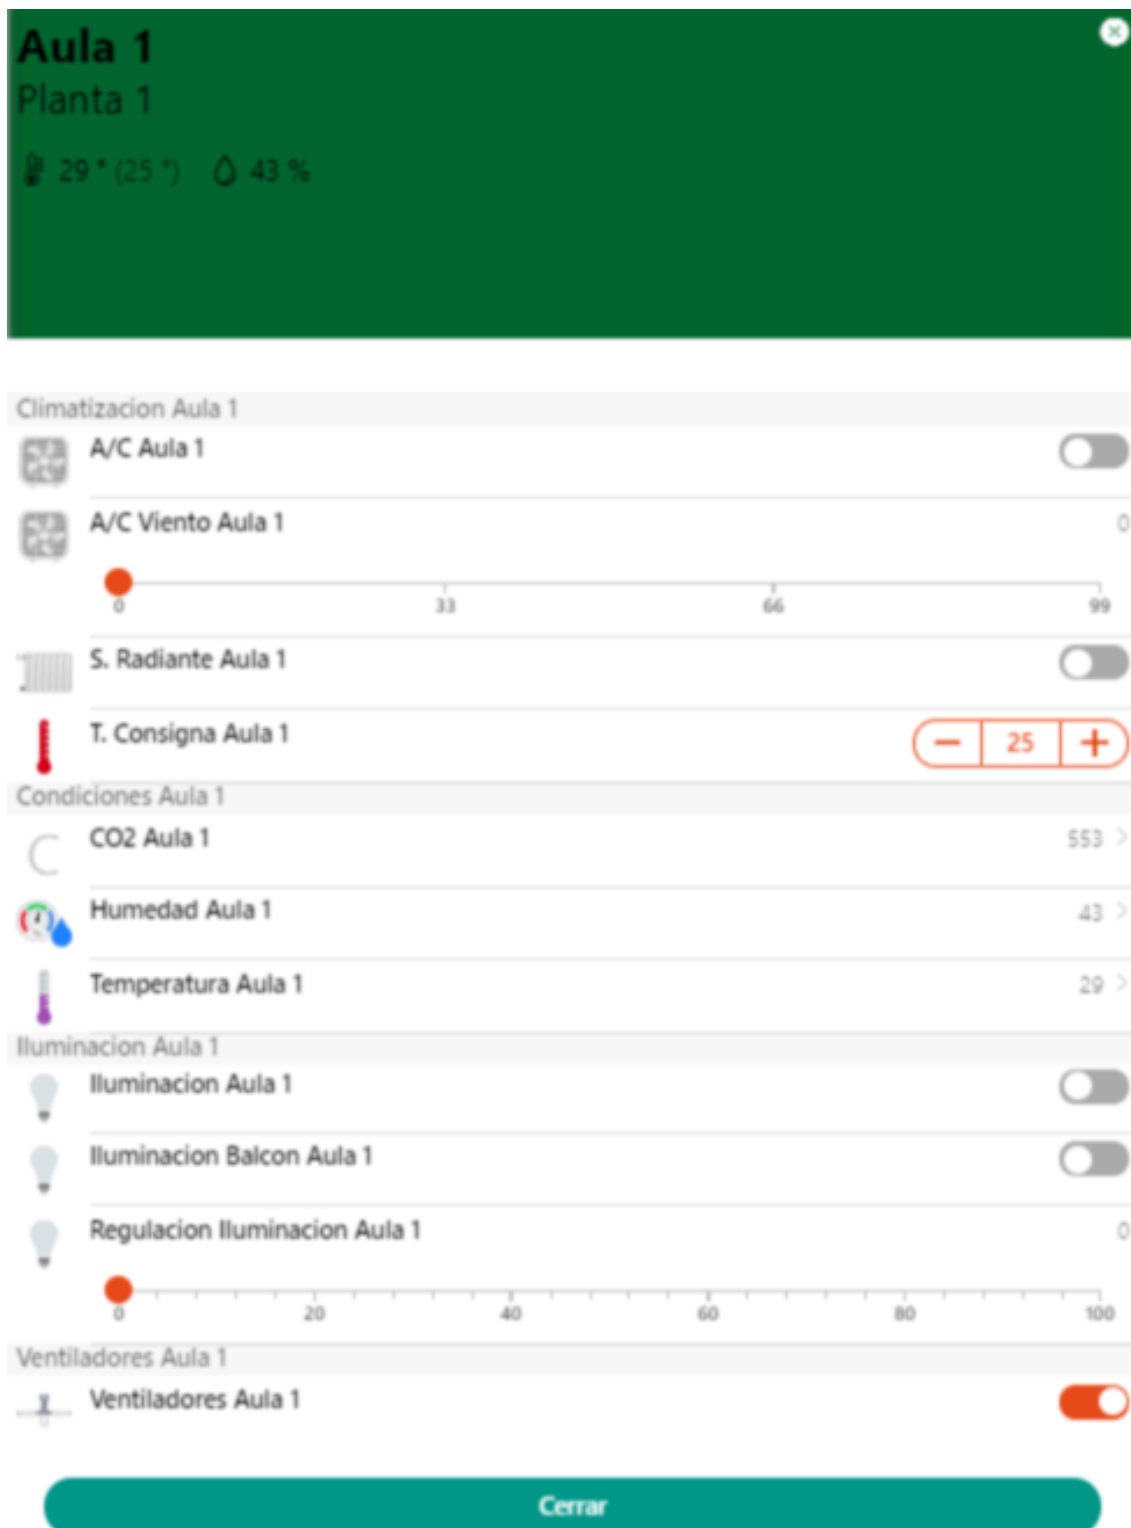 Aula 1
Planta 1
29 ° (25 °) 43 %
Climatizacion Aula 1
A/C Aula 1
A/C Viento Aula 1 0
0 33 66 99
S. Radiante Aula 1
T. Consigna Aula 1 − 25 +
Condiciones Aula 1
C CO2 Aula 1 553
Humedad Aula 1 43
Temperatura Aula 1 29
Iluminacion Aula 1
Iluminacion Aula 1
Iluminacion Balcon Aula 1
Regulacion Iluminacion Aula 1 0
0 20 40 60 80 100
Ventiladores Aula 1
Ventiladores Aula 1
Cerrar